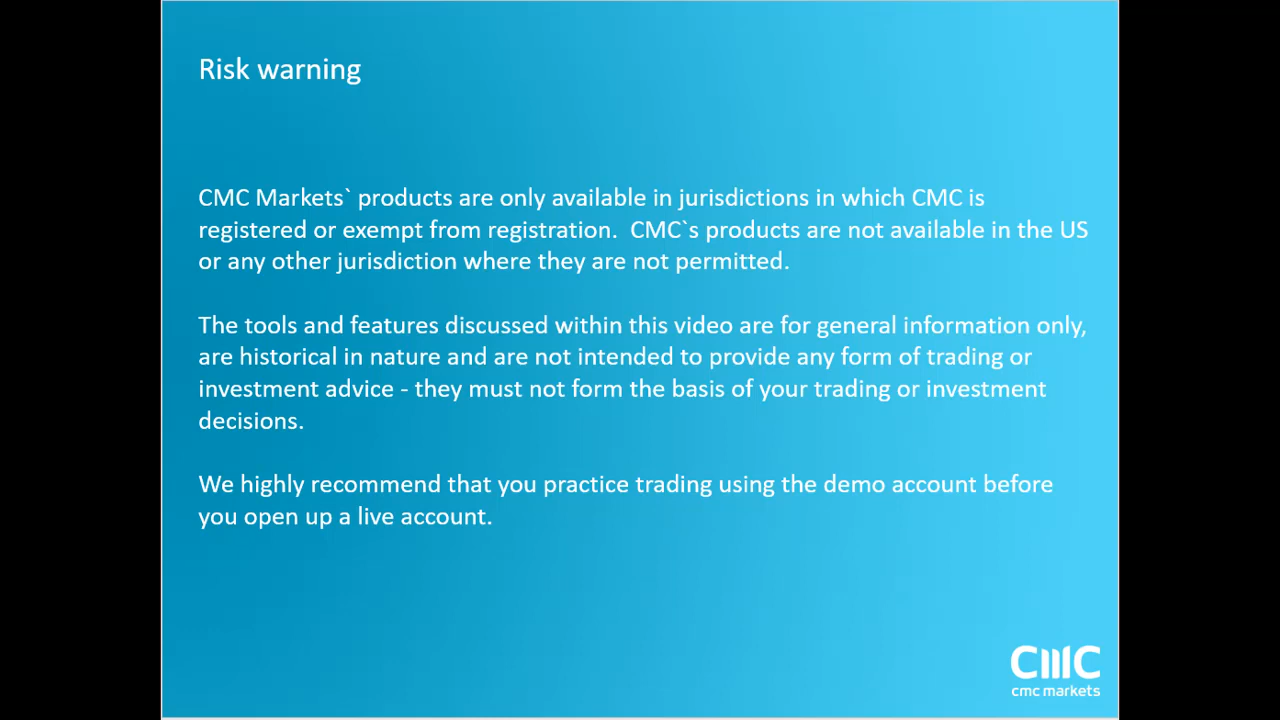 Risk warning
CMC Markets` products are only available in jurisdictions in which CMC is
registered or exempt from registration.  CMC`s products are not available in the US
or any other jurisdiction where they are not permitted.
The tools and features discussed within this video are for general information only,
are historical in nature and are not intended to provide any form of trading or
investment advice - they must not form the basis of your trading or investment
decisions.
We highly recommend that you practice trading using the demo account before
you open up a live account.
cmc
cmc markets